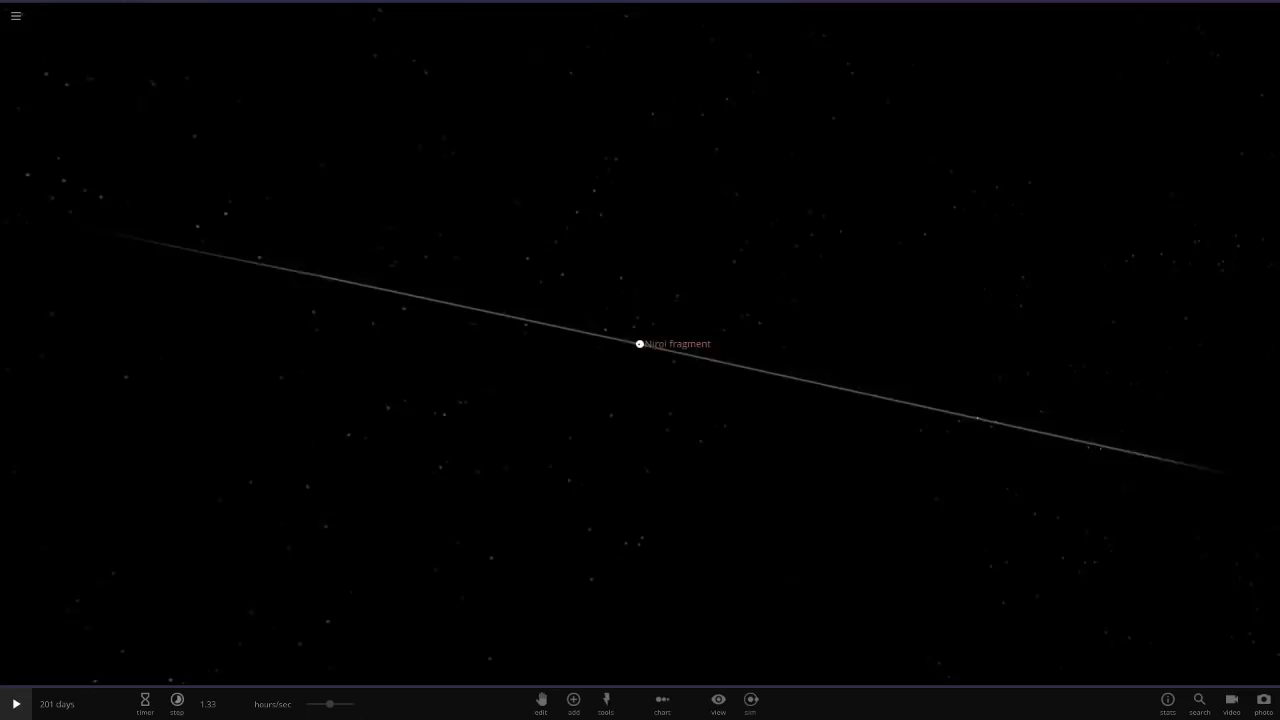 Nirol fragment
201 days
timer
step
1.33
hours/sec
edit
add
tools
chart
view
sim
stats
search
video
photo